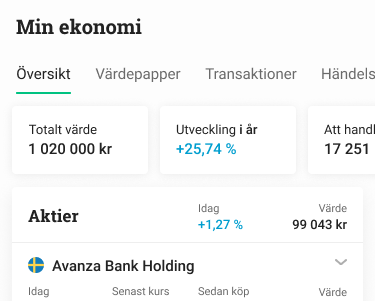 Min ekonomi
Översikt Värdepapper Transaktioner Händels
Totalt värde Utveckling i år Att handl
1 020 000 kr +25,74 % 17 251
Aktier Idag Värde
+1,27 % 99 043 kr
Avanza Bank Holding
Idag Senast kurs Sedan köp Värde